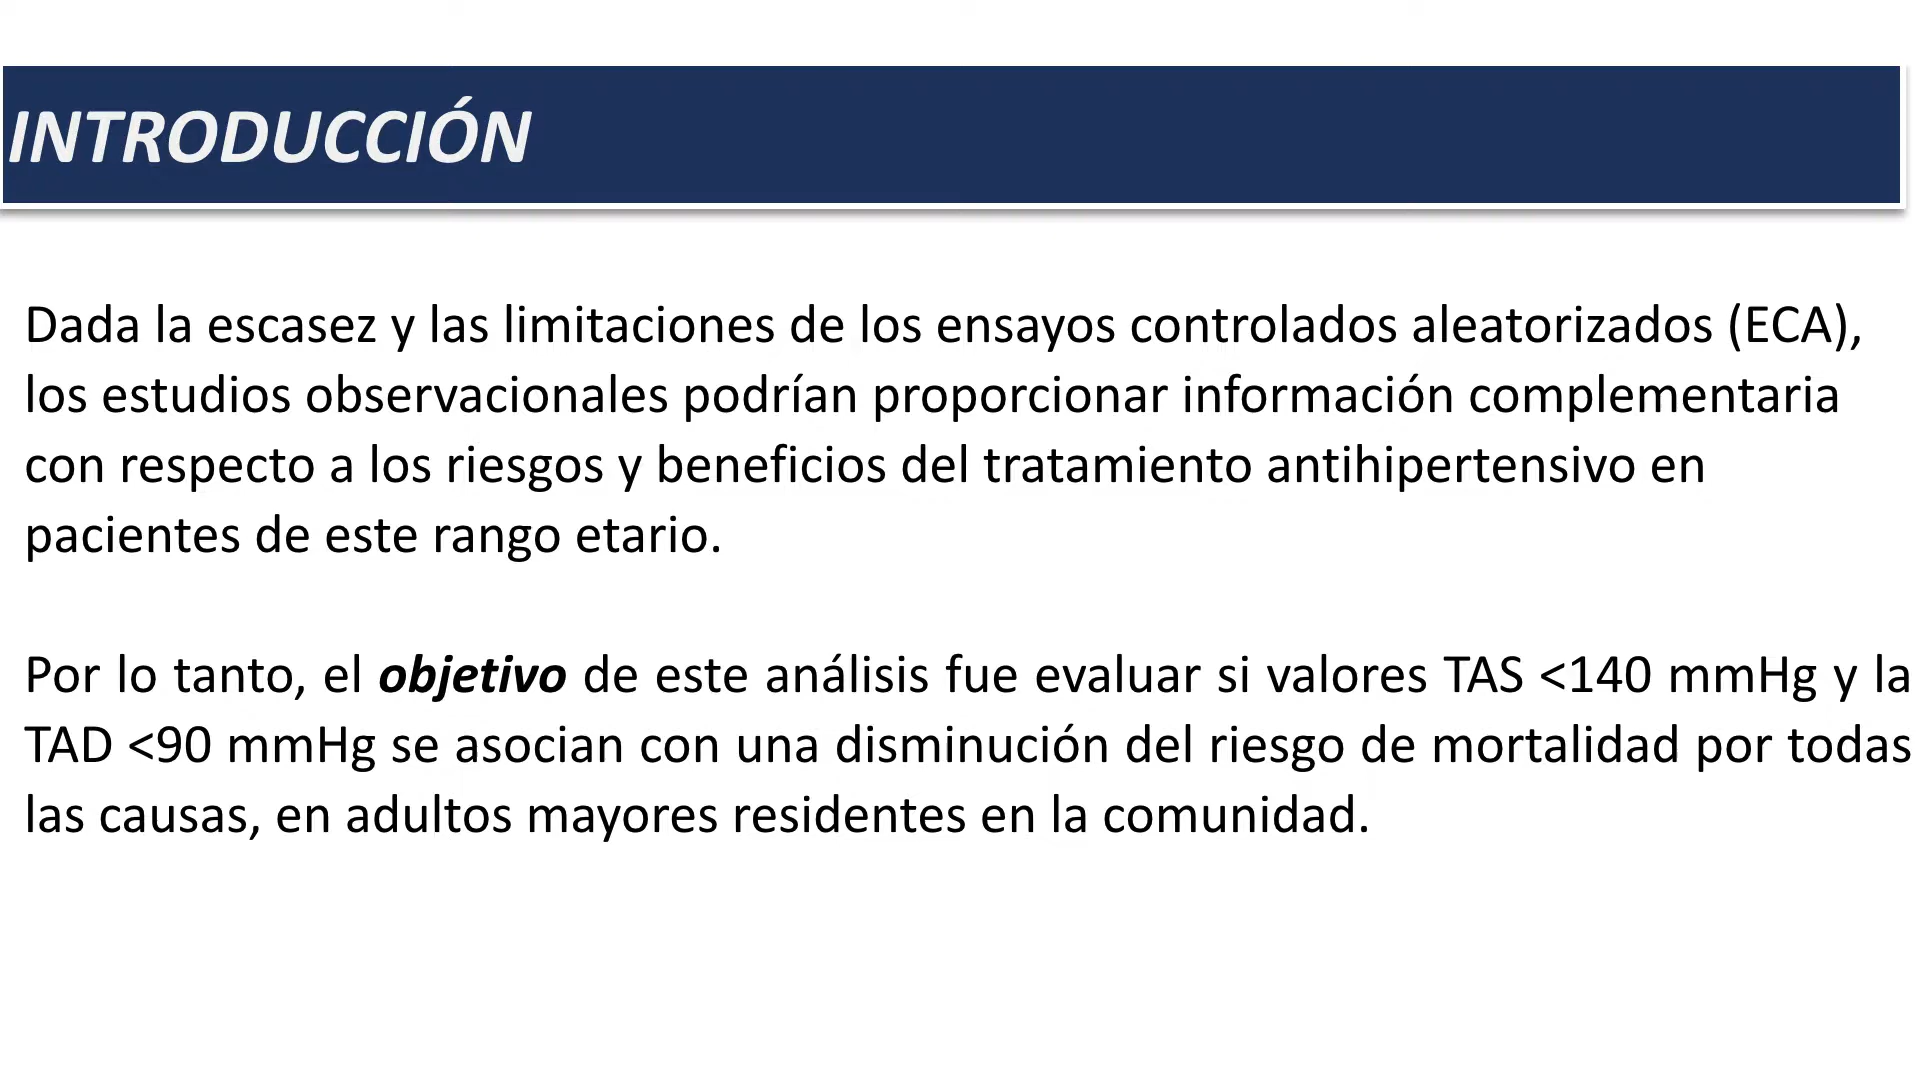 INTRODUCCIÓN
Dada la escasez y las limitaciones de los ensayos controlados aleatorizados (ECA),
los estudios observacionales podrían proporcionar información complementaria
con respecto a los riesgos y beneficios del tratamiento antihipertensivo en
pacientes de este rango etario.
Por lo tanto, el objetivo de este análisis fue evaluar si valores TAS <140 mmHg y la
TAD <90 mmHg se asocian con una disminución del riesgo de mortalidad por todas
las causas, en adultos mayores residentes en la comunidad.